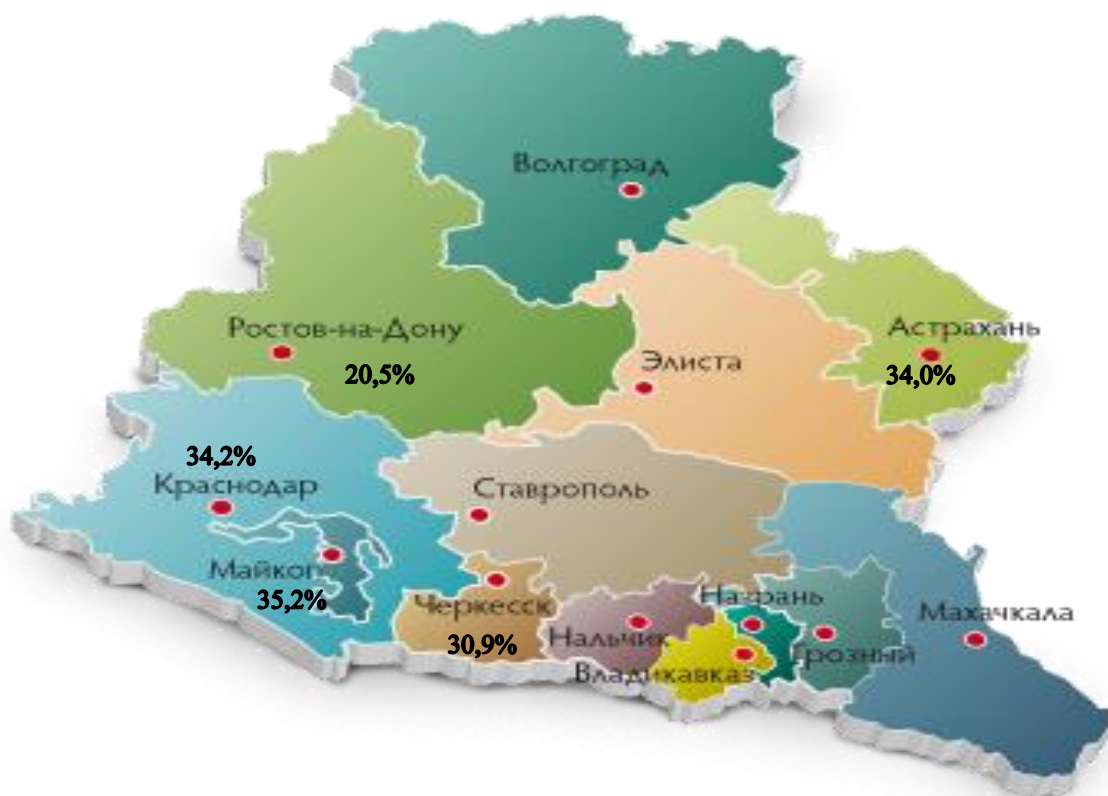 Волгоград
Ростов-на-Дону
Астрахань
Элиста
20,5%
34,0%
34,2%
Краснодар
Ставрополь
Майкоп
35,2%
Черкесск
Назрань
Махачкала
Нальчик
30,9%
Грозный
Владикавказ